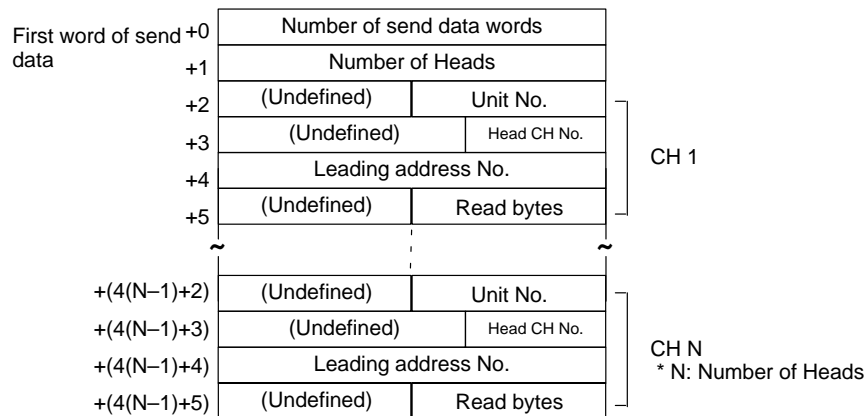 First word of send data
+0 Number of send data words
+1 Number of Heads
+2 (Undefined) Unit No.
+3 (Undefined) Head CH No.
+4 Leading address No.
+5 (Undefined) Read bytes
CH 1
~ ~
+(4(N–1)+2) (Undefined) Unit No.
+(4(N–1)+3) (Undefined) Head CH No.
+(4(N–1)+4) Leading address No.
+(4(N–1)+5) (Undefined) Read bytes
CH N
* N: Number of Heads